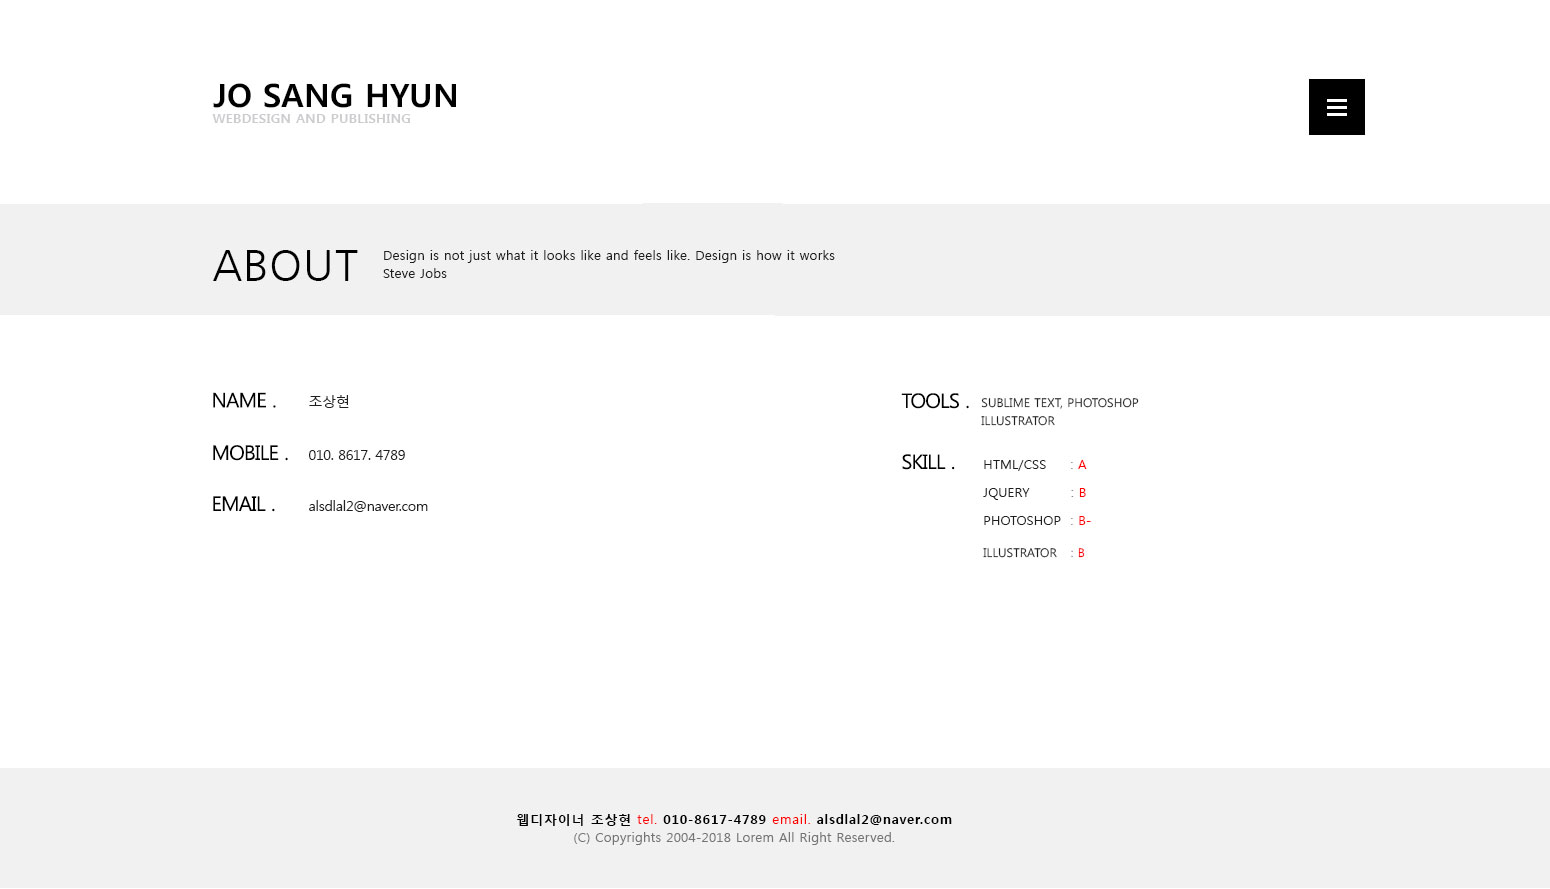 JO SANG HYUN
WEBDESIGN AND PUBLISHING
ABOUT
Design is not just what it looks like and feels like. Design is how it works
Steve Jobs
NAME . 조상현
MOBILE . 010. 8617. 4789
EMAIL . alsdlal2@naver.com
TOOLS . SUBLIME TEXT, PHOTOSHOP
ILLUSTRATOR
SKILL . HTML/CSS : A
JQUERY : B
PHOTOSHOP : B-
ILLUSTRATOR : B
웹디자이너 조상현 tel. 010-8617-4789 email. alsdlal2@naver.com
(C) Copyrights 2004-2018 Lorem All Right Reserved.